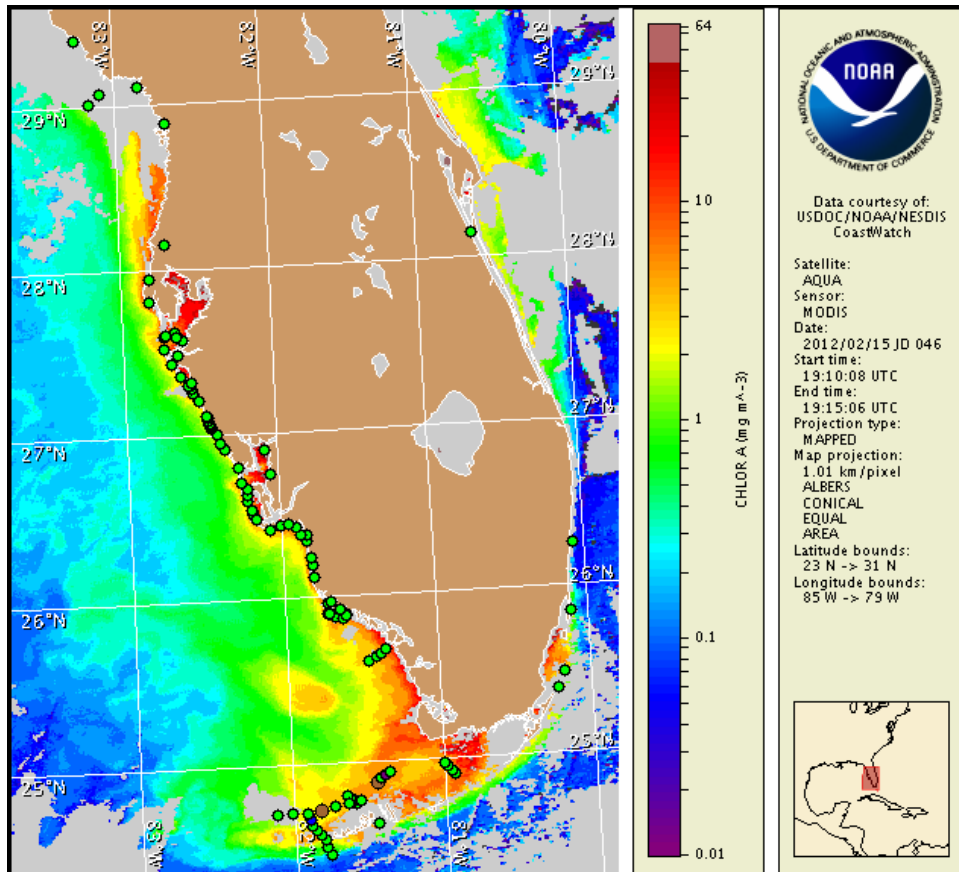 83°W
82°W
81°W
80°W
29°N
29°N
28°N
28°N
27°N
27°N
26°N
26°N
25°N
25°N
83°W
82°W
81°W
64
10
1
0.1
0.01
CHLOR A (mg m^-3)
NATIONAL OCEANIC AND ATMOSPHERIC ADMINISTRATION
NOAA
U.S. DEPARTMENT OF COMMERCE
Data courtesy of:
USDOC/NOAA/NESDIS
CoastWatch
Satellite:
AQUA
Sensor:
MODIS
Date:
2012/02/15 JD 046
Start time:
19:10:08 UTC
End time:
19:15:06 UTC
Projection type:
MAPPED
Map projection:
1.01 km/pixel
ALBERS
CONICAL
EQUAL
AREA
Latitude bounds:
23 N -> 31 N
Longitude bounds:
85 W -> 79 W